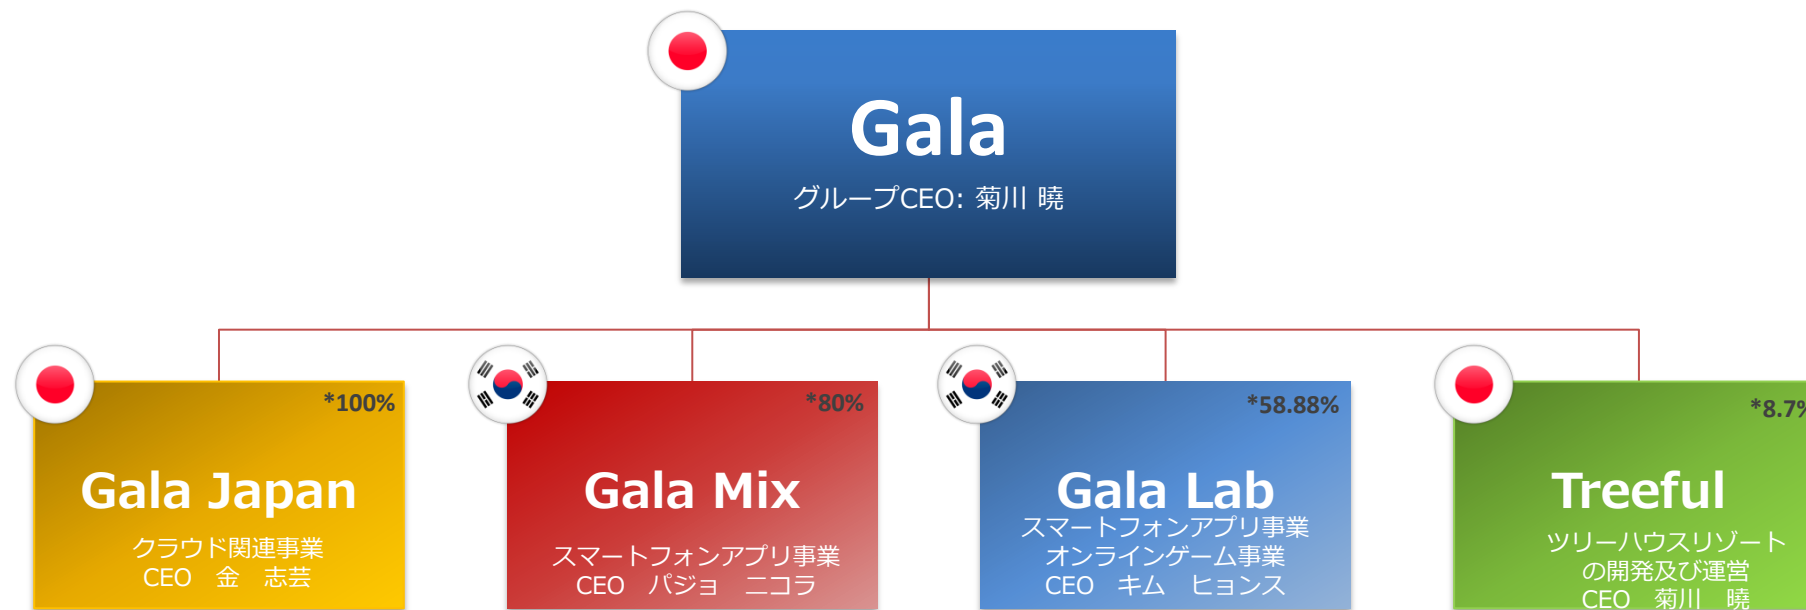 Gala
グループCEO: 菊川 曉
*100%
Gala Japan
クラウド関連事業
CEO　金　志芸
*80%
Gala Mix
スマートフォンアプリ事業
CEO　パジョ　ニコラ
*58.88%
Gala Lab
スマートフォンアプリ事業
オンラインゲーム事業
CEO　キム　ヒョンス
*8.7%
Treeful
ツリーハウスリゾート
の開発及び運営
CEO　菊川　曉